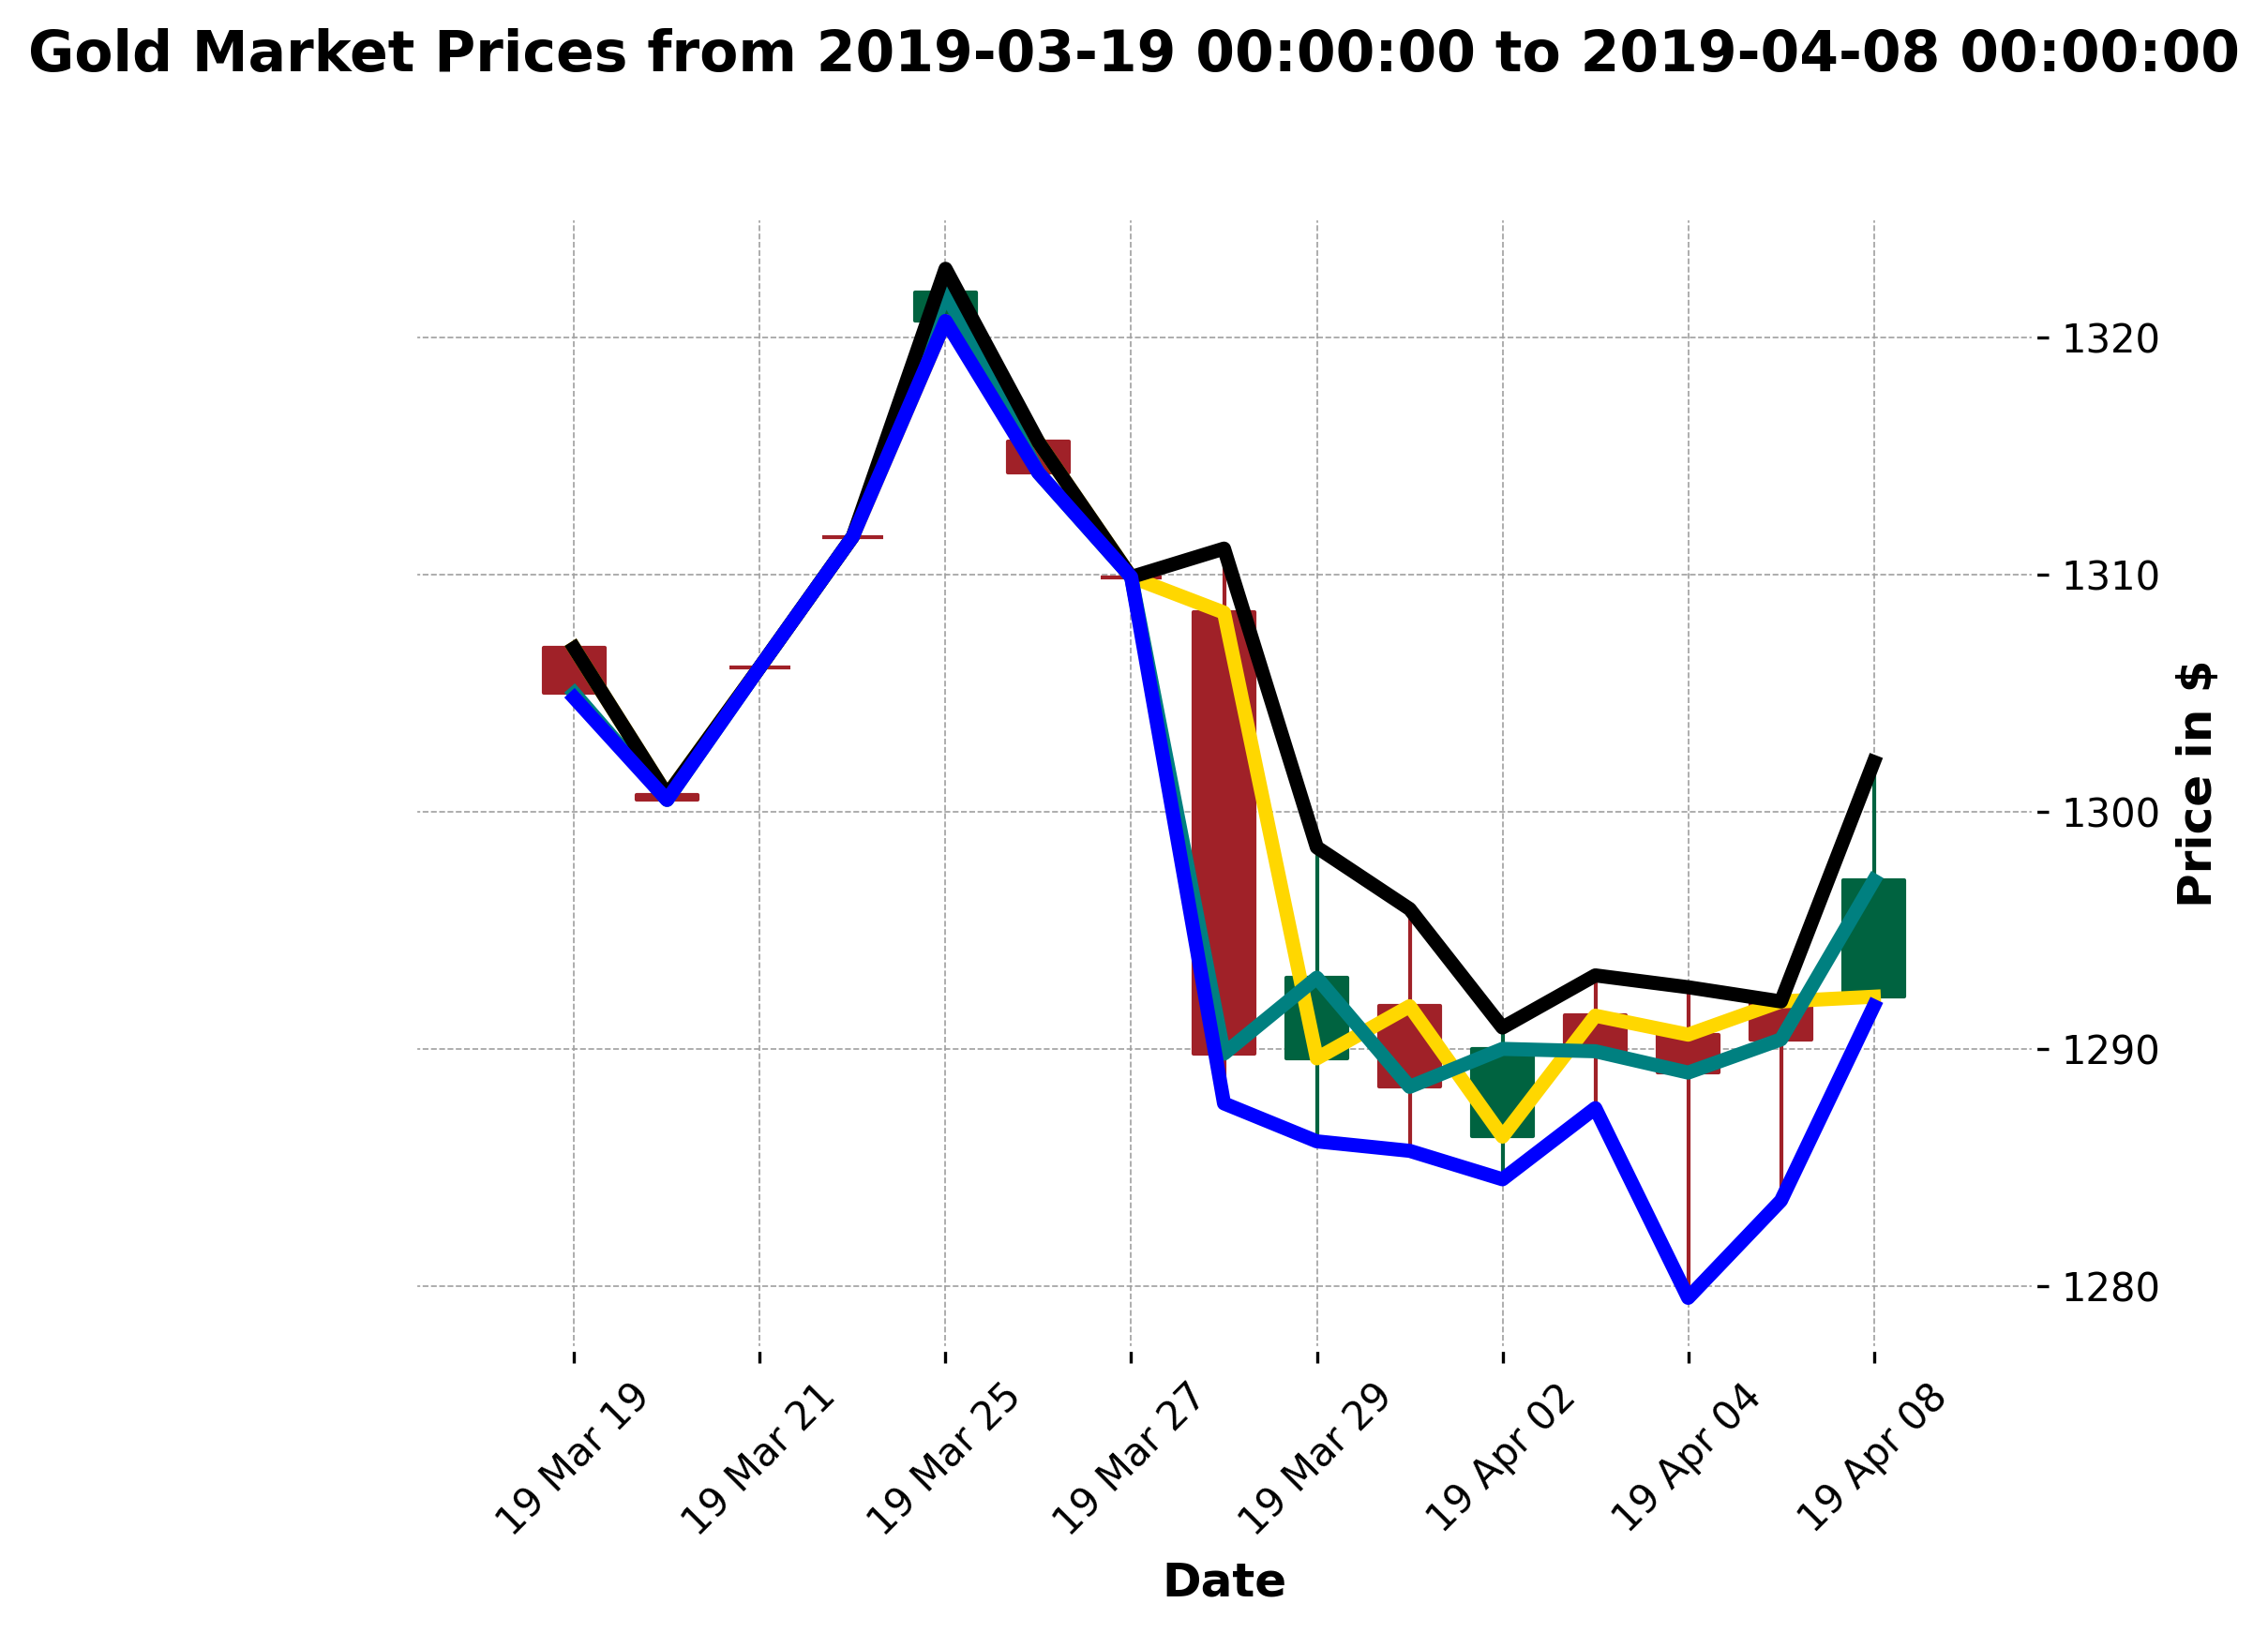 Gold Market Prices from 2019-03-19 00:00:00 to 2019-04-08 00:00:00
1320
1310
1300
1290
1280
Price in $
19 Mar 19
19 Mar 21
19 Mar 25
19 Mar 27
19 Mar 29
19 Apr 02
19 Apr 04
19 Apr 08
Date